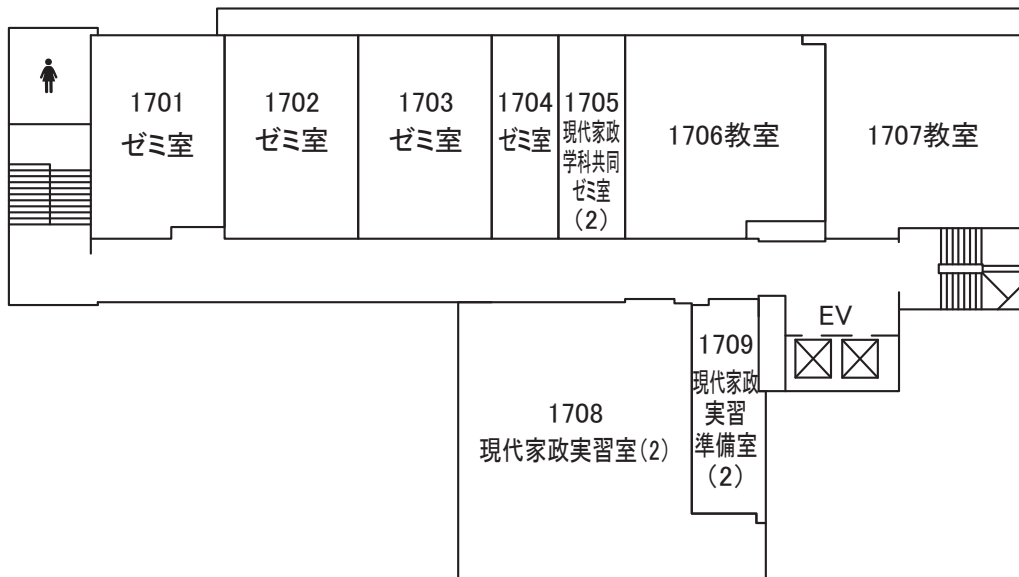 1701
ゼミ室
1702
ゼミ室
1703
ゼミ室
1704
ゼミ室
1705
現代家政
学科共同
ゼミ室
（2）
1706教室
1707教室
EV
1708
現代家政実習室（2）
1709
現代家政
実習
準備室
（2）